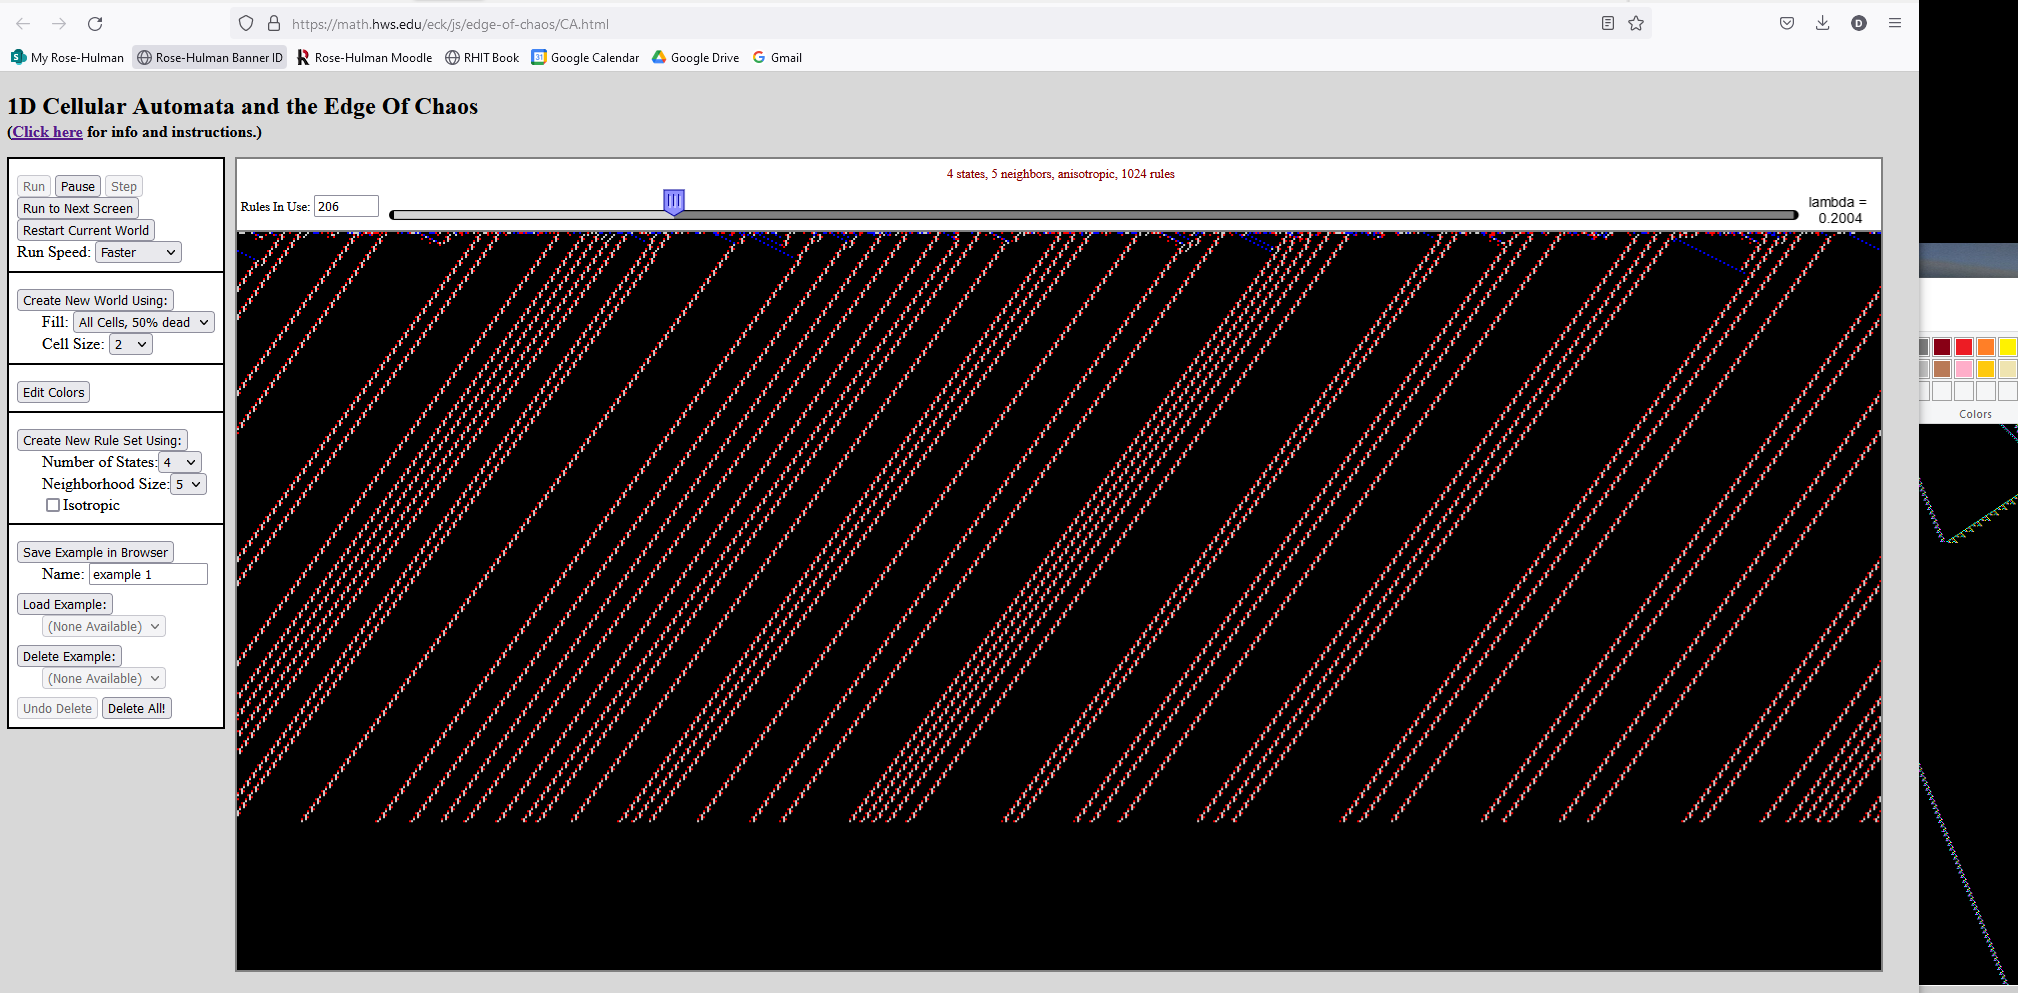 https://math.hws.edu/eck/js/edge-of-chaos/CA.html
My Rose-Hulman Rose-Hulman Banner ID Rose-Hulman Moodle RHIT Book Google Calendar Google Drive Gmail
1D Cellular Automata and the Edge Of Chaos
(Click here for info and instructions.)
Run Pause Step
Run to Next Screen
Restart Current World
Run Speed: Faster
Create New World Using:
Fill: All Cells, 50% dead
Cell Size: 2
Edit Colors
Create New Rule Set Using:
Number of States: 4
Neighborhood Size: 5
Isotropic
Save Example in Browser
Name: example 1
Load Example:
(None Available)
Delete Example:
(None Available)
Undo Delete Delete All!
4 states, 5 neighbors, anisotropic, 1024 rules
Rules In Use: 206
lambda =
0.2004
Colors